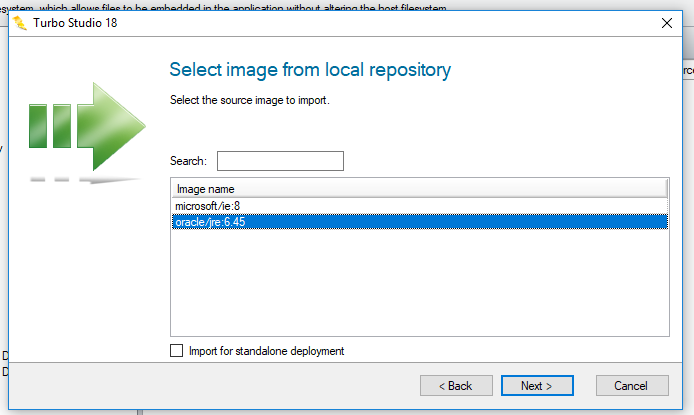 esystem, which allows files to be embedded in the application without altering the host filesystem
Turbo Studio 18
Select image from local repository
Select the source image to import.
Search:
Image name
microsoft/ie:8
oracle/jre:6.45
Import for standalone deployment
< Back
Next >
Cancel